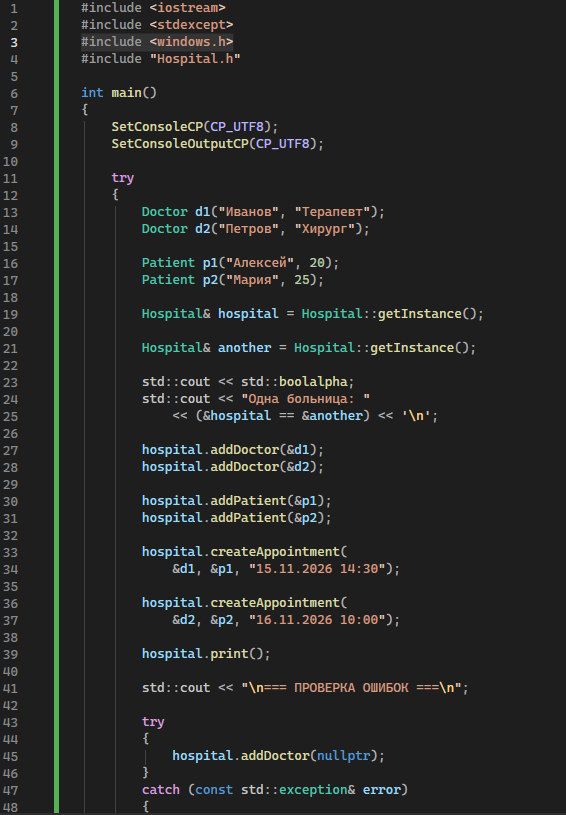 1 #include <iostream>
2 #include <stdexcept>
3 #include <windows.h>
4 #include "Hospital.h"
5
6 int main()
7 {
8     SetConsoleCP(CP_UTF8);
9     SetConsoleOutputCP(CP_UTF8);
10
11     try
12     {
13         Doctor d1("Иванов", "Терапевт");
14         Doctor d2("Петров", "Хирург");
15
16         Patient p1("Алексей", 20);
17         Patient p2("Мария", 25);
18
19         Hospital& hospital = Hospital::getInstance();
20
21         Hospital& another = Hospital::getInstance();
22
23         std::cout << std::boolalpha;
24         std::cout << "Одна больница: "
25             << (&hospital == &another) << '\n';
26
27         hospital.addDoctor(&d1);
28         hospital.addDoctor(&d2);
29
30         hospital.addPatient(&p1);
31         hospital.addPatient(&p2);
32
33         hospital.createAppointment(
34             &d1, &p1, "15.11.2026 14:30");
35
36         hospital.createAppointment(
37             &d2, &p2, "16.11.2026 10:00");
38
39         hospital.print();
40
41         std::cout << "\n=== ПРОВЕРКА ОШИБОК ===\n";
42
43         try
44         {
45             hospital.addDoctor(nullptr);
46         }
47         catch (const std::exception& error)
48         {